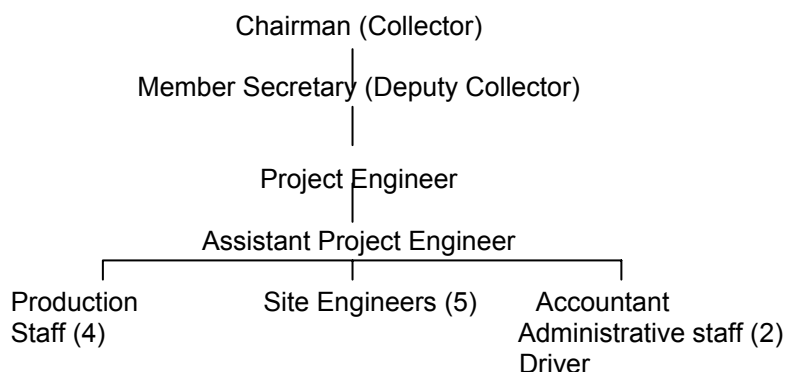 Chairman (Collector)
Member Secretary (Deputy Collector)
Project Engineer
Assistant Project Engineer
Production
Staff (4)
Site Engineers (5)
Accountant
Administrative staff (2)
Driver